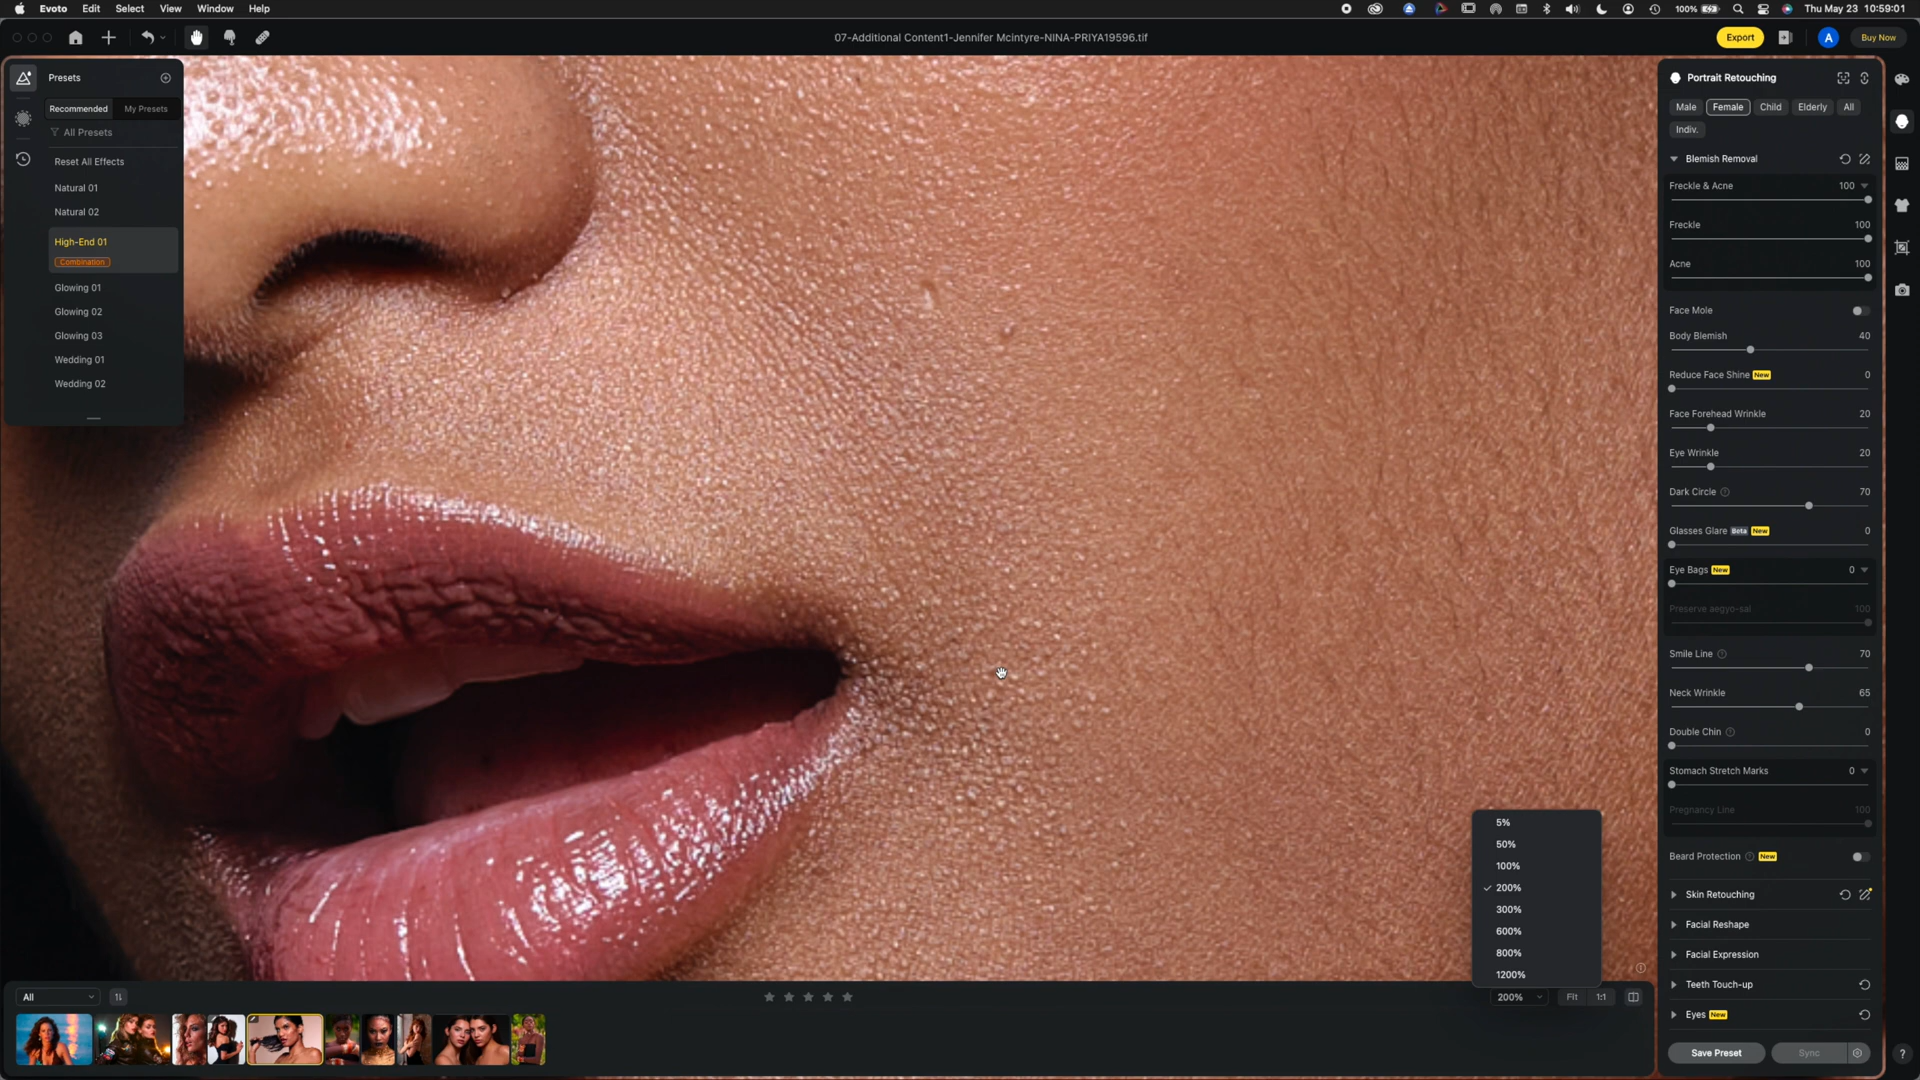 Evoto Edit Select View Window Help 100% Thu May 23 10:59:01
07-Additional Content1-Jennifer Mcintyre-NINA-PRIYA19596.tif Export A Buy Now
Presets
Recommended My Presets
All Presets
Reset All Effects
Natural 01
Natural 02
High-End 01
Combination
Glowing 01
Glowing 02
Glowing 03
Wedding 01
Wedding 02
Portrait Retouching
Male Female Child Elderly All
Indiv.
Blemish Removal
Freckle & Acne 100
Freckle 100
Acne 100
Face Mole
Body Blemish 40
Reduce Face Shine New 0
Face Forehead Wrinkle 20
Eye Wrinkle 20
Dark Circle 70
Glasses Glare Beta New 0
Eye Bags New 0
Preserve aegyo-sal 100
Smile Line 70
Neck Wrinkle 65
Double Chin 0
Stomach Stretch Marks 0
Pregnancy Line 100
Beard Protection New
Skin Retouching
Facial Reshape
Facial Expression
Teeth Touch-up
Eyes New
Save Preset Sync
5%
50%
100%
200%
300%
600%
800%
1200%
All 200% Fit 1:1